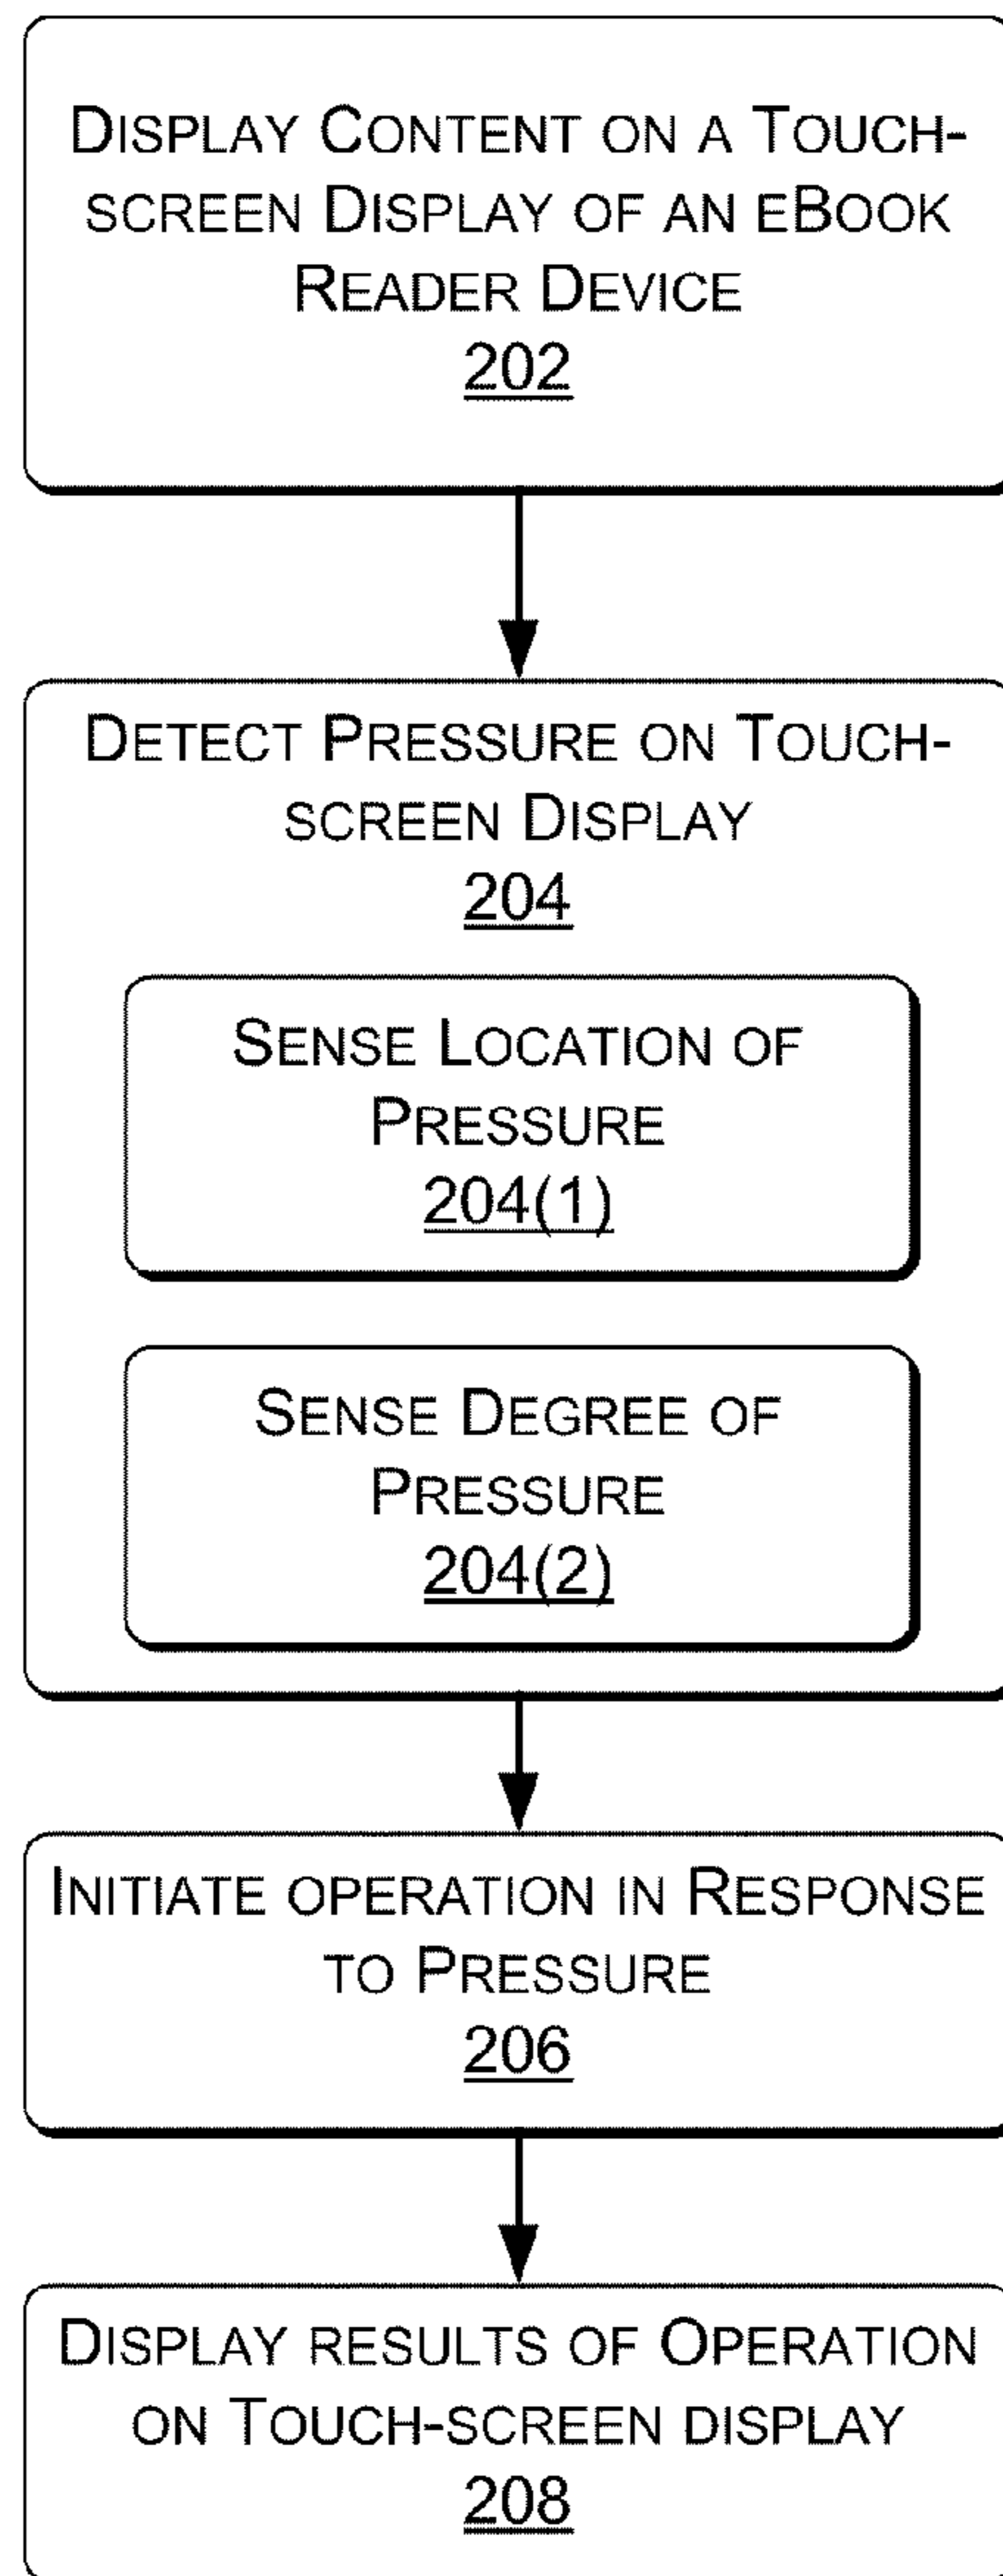 DISPLAY CONTENT ON A TOUCH-
SCREEN DISPLAY OF AN EBOOK
READER DEVICE
202
DETECT PRESSURE ON TOUCH-
SCREEN DISPLAY
204
SENSE LOCATION OF
PRESSURE
204(1)
SENSE DEGREE OF
PRESSURE
204(2)
INITIATE OPERATION IN RESPONSE
TO PRESSURE
206
DISPLAY RESULTS OF OPERATION
ON TOUCH-SCREEN DISPLAY
208